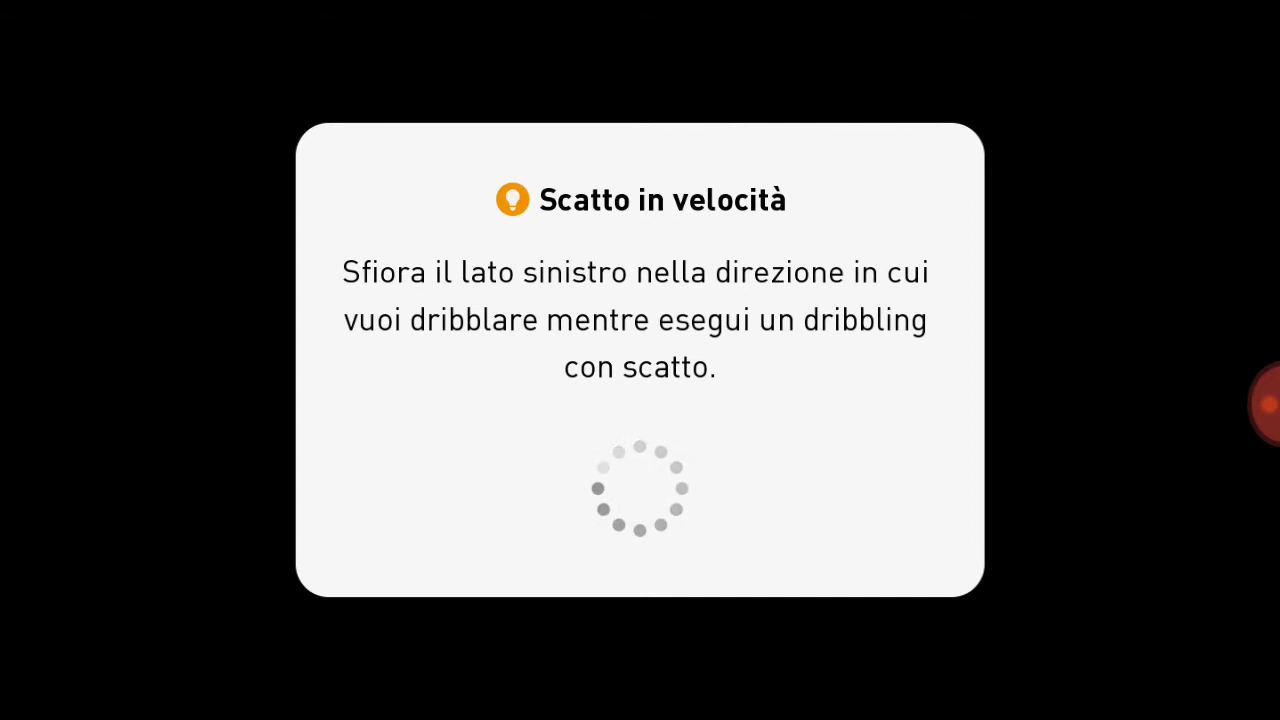 Scatto in velocità
Sfiora il lato sinistro nella direzione in cui
vuoi dribblare mentre esegui un dribbling
con scatto.